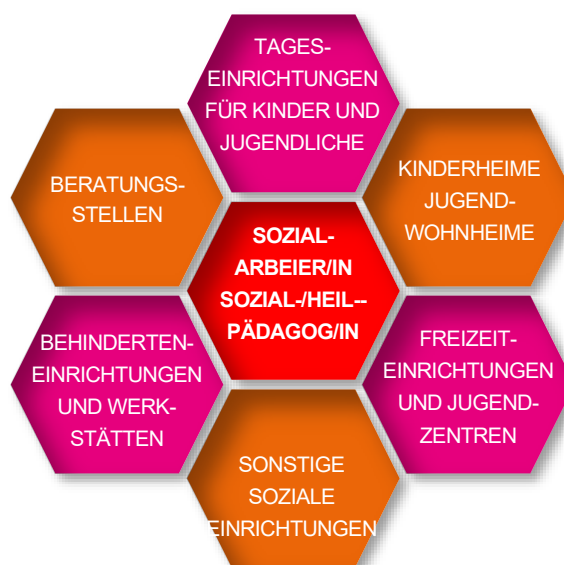 TAGES-
EINRICHTUNGEN
FÜR KINDER UND
JUGENDLICHE
BERATUNGS-
STELLEN
KINDERHEIME
JUGEND-
WOHNHEIME
SOZIAL-
ARBEIER/IN
SOZIAL-/HEIL--
PÄDAGOG/IN
BEHINDERTEN-
EINRICHTUNGEN
UND WERK-
STÄTTEN
FREIZEIT-
EINRICHTUNGEN
UND JUGEND-
ZENTREN
SONSTIGE
SOZIALE
EINRICHTUNGEN